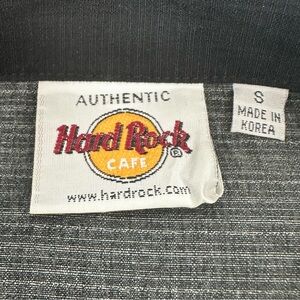 AUTHENTIC
Hard Rock
CAFE
®
www.hardrock.com
S
MADE IN
KOREA